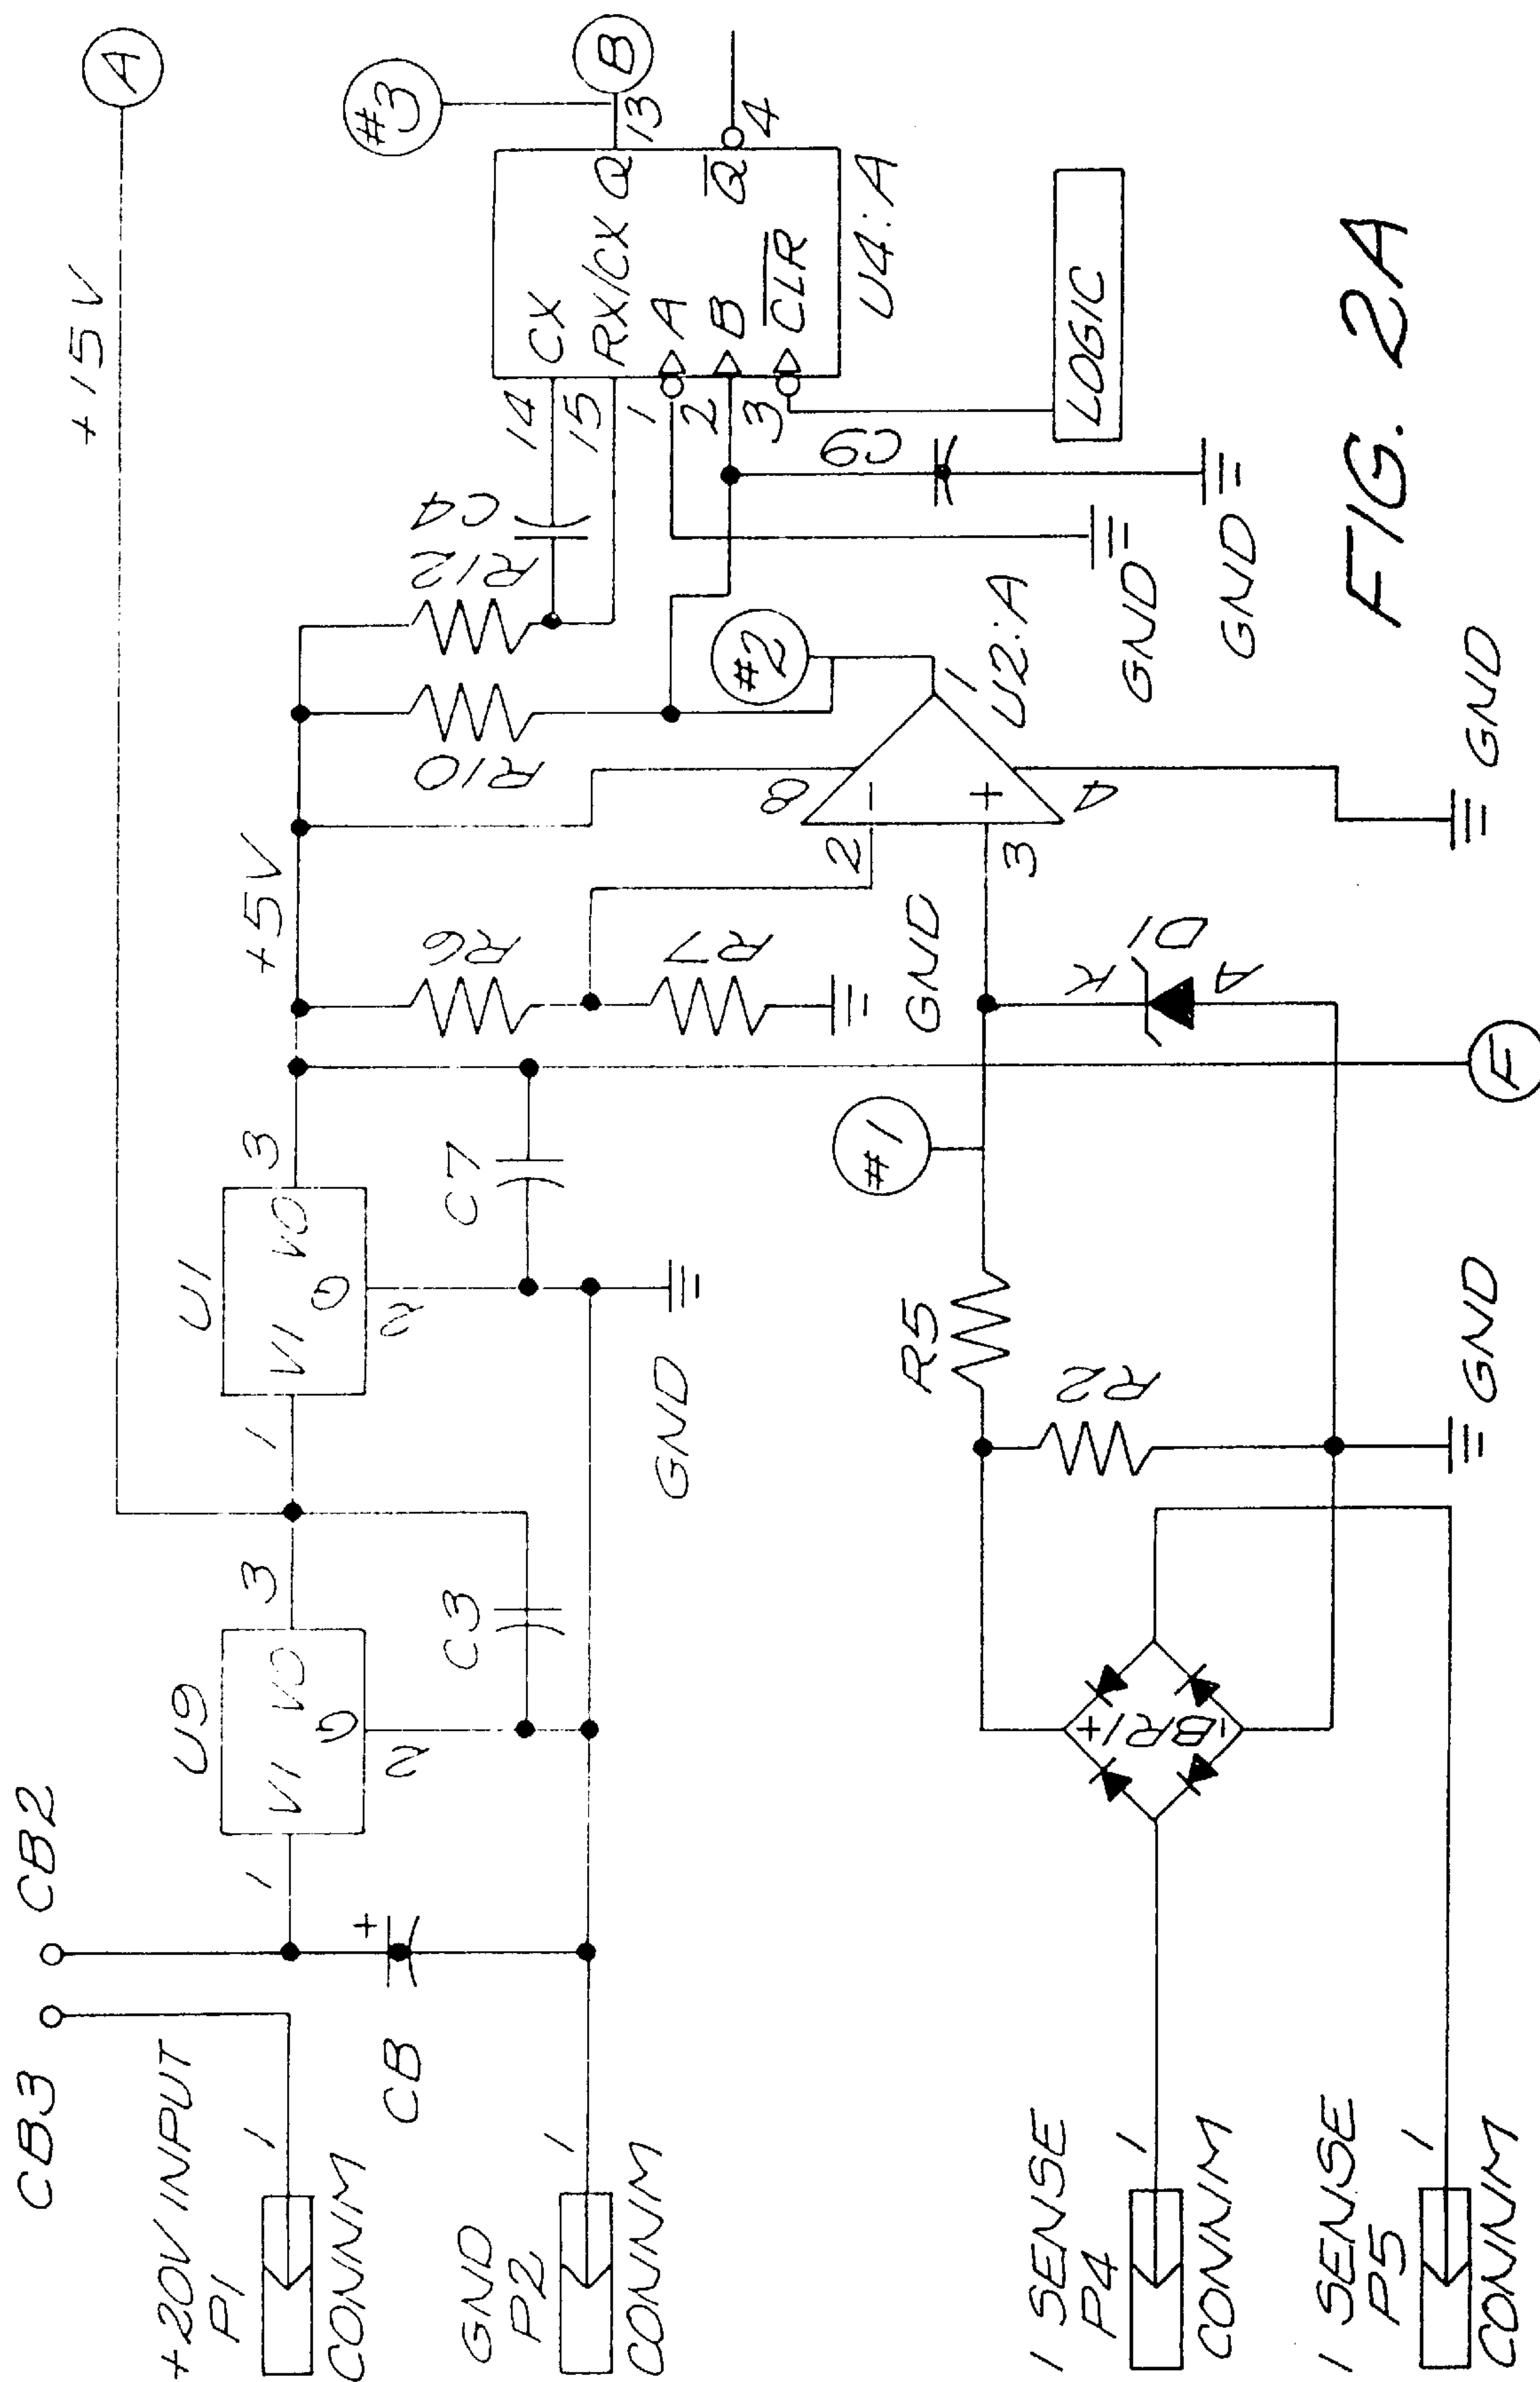 CB3
CB2
+20V INPUT
P1
1
CONNM
CB
+
1
U9
VI
VO
G
2
3
C3
1
U1
VI
VO
G
2
3
C7
GND
+15V
A
+5V
GND
P2
1
CONNM
R6
R7
GND
R10
R12
C4
14
15
1
2
3
CX
RX/CX
A
B
CLR
Q
Q
13
4
#3
B
U4:A
LOGIC
C9
GND
GND
#2
8
2
3
4
1
-
+
U2:A
GND
1 SENSE
P4
1
CONNM
1 SENSE
P5
1
CONNM
+
BR1
-
R5
R2
GND
#1
K
D1
A
FIG. 2A